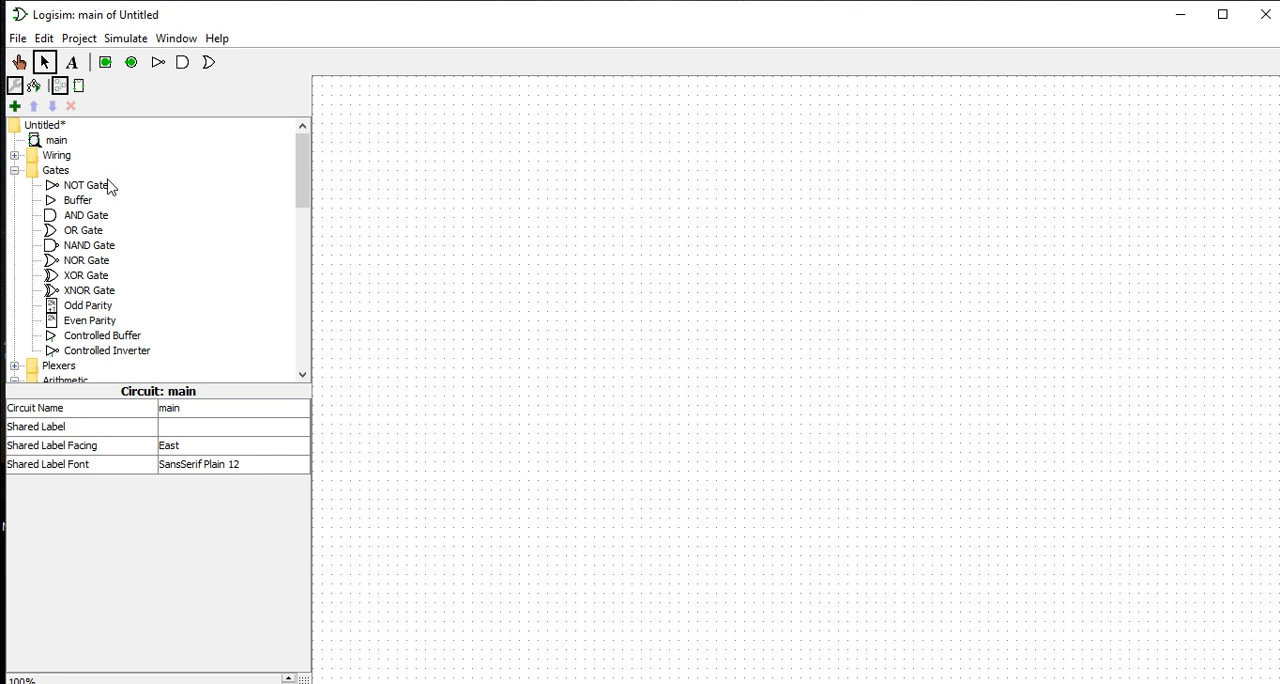 Logisim: main of Untitled
File Edit Project Simulate Window Help
A
Untitled*
main
Wiring
Gates
NOT Gate
Buffer
AND Gate
OR Gate
NAND Gate
NOR Gate
XOR Gate
XNOR Gate
Odd Parity
Even Parity
Controlled Buffer
Controlled Inverter
Plexers
Arithmetic
Circuit: main
Circuit Name main
Shared Label
Shared Label Facing East
Shared Label Font SansSerif Plain 12
100%